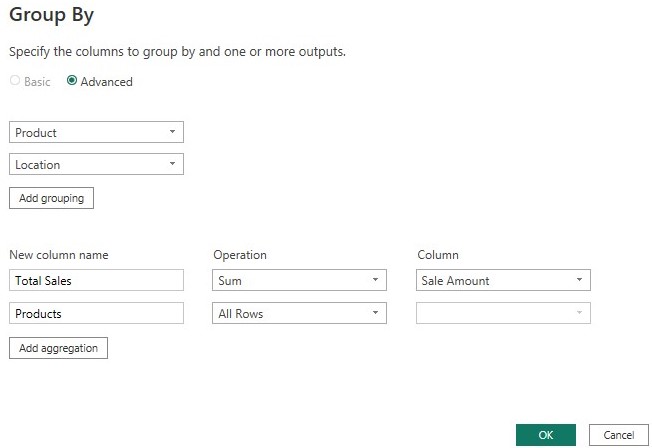 Group By
Specify the columns to group by and one or more outputs.
Basic Advanced
Product
Location
Add grouping
New column name Operation Column
Total Sales Sum Sale Amount
Products All Rows
Add aggregation
OK Cancel